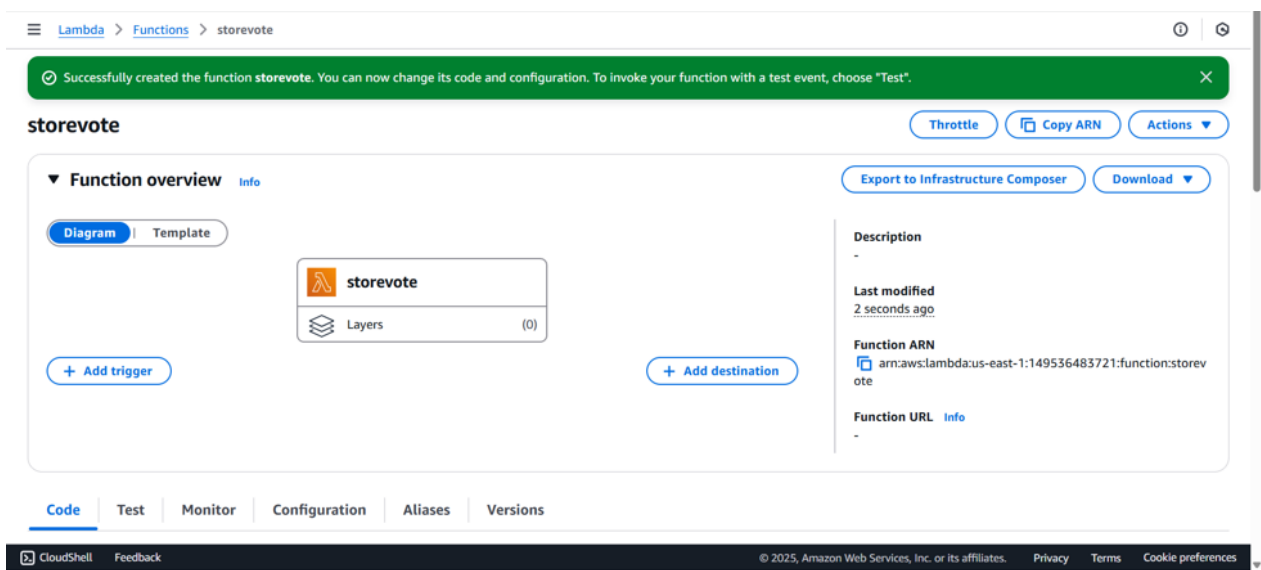 Lambda > Functions > storevote
Successfully created the function storevote. You can now change its code and configuration. To invoke your function with a test event, choose "Test".
storevote
Throttle
Copy ARN
Actions
Function overview Info
Export to Infrastructure Composer
Download
Diagram
Template
storevote
Layers (0)
+ Add trigger
+ Add destination
Description
-
Last modified
2 seconds ago
Function ARN
arn:aws:lambda:us-east-1:149536483721:function:storev
ote
Function URL Info
-
Code Test Monitor Configuration Aliases Versions
CloudShell Feedback © 2025, Amazon Web Services, Inc. or its affiliates. Privacy Terms Cookie preferences